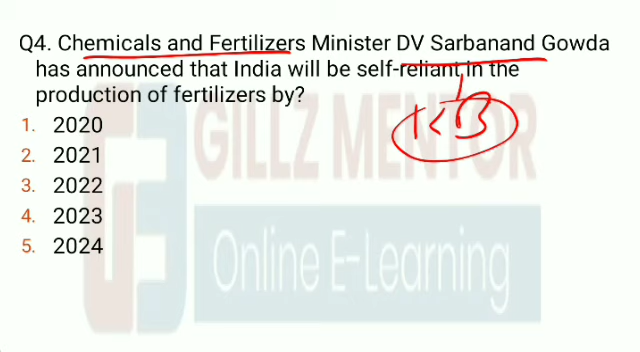 Q4. Chemicals and Fertilizers Minister DV Sarbanand Gowda
has announced that India will be self-reliant in the
production of fertilizers by?
1. 2020
2. 2021
3. 2022
4. 2023
5. 2024
GILLZ MENTOR
Online E-Learning